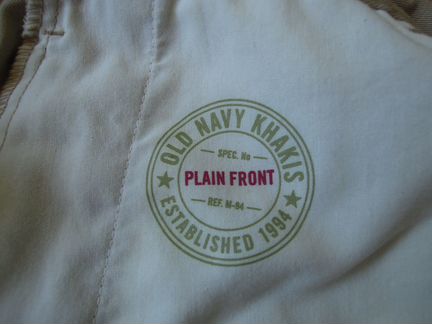 OLD NAVY KHAKIS
SPEC. No
PLAIN FRONT
REF. M-94
ESTABLISHED 1994